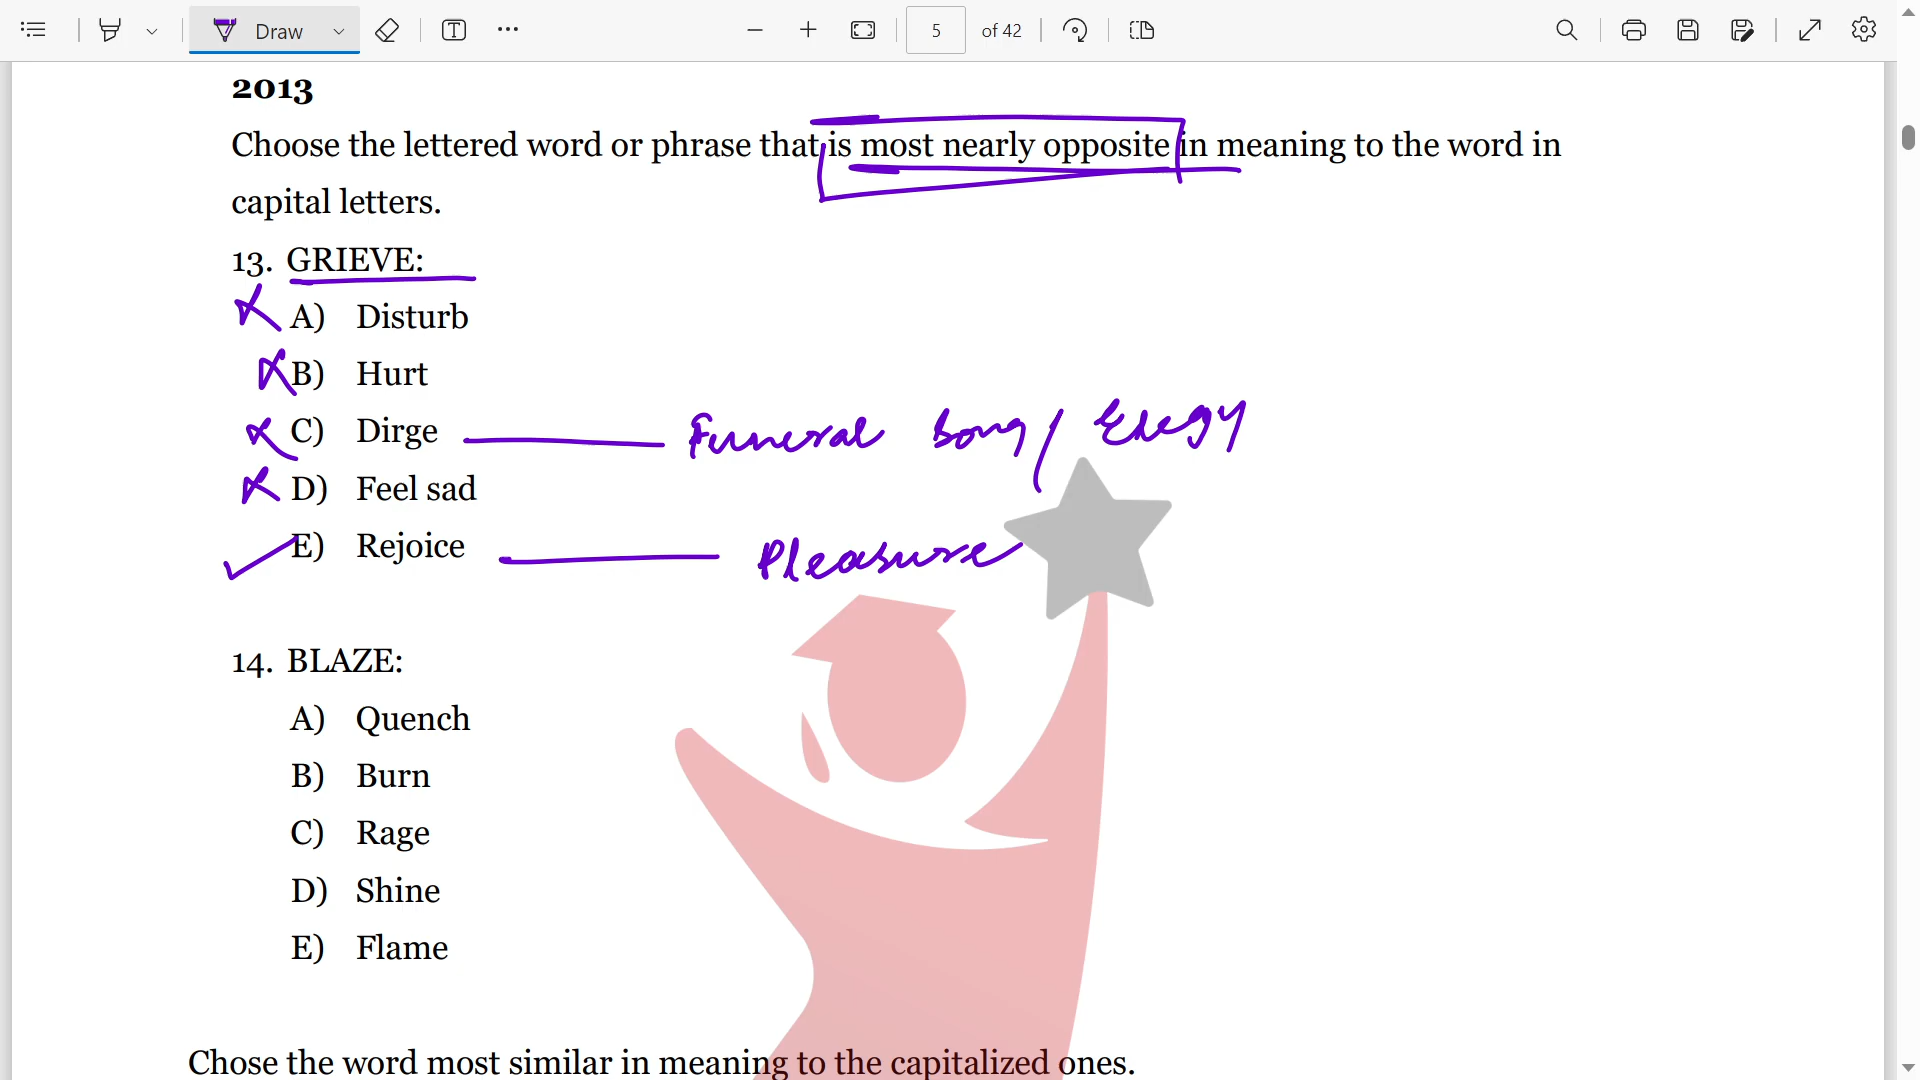 Draw
5 of 42
2013
Choose the lettered word or phrase that is most nearly opposite in meaning to the word in
capital letters.
13. GRIEVE:
A) Disturb
B) Hurt
C) Dirge Funeral Song / Elegy
D) Feel sad
E) Rejoice Pleasure
14. BLAZE:
A) Quench
B) Burn
C) Rage
D) Shine
E) Flame
Chose the word most similar in meaning to the capitalized ones.